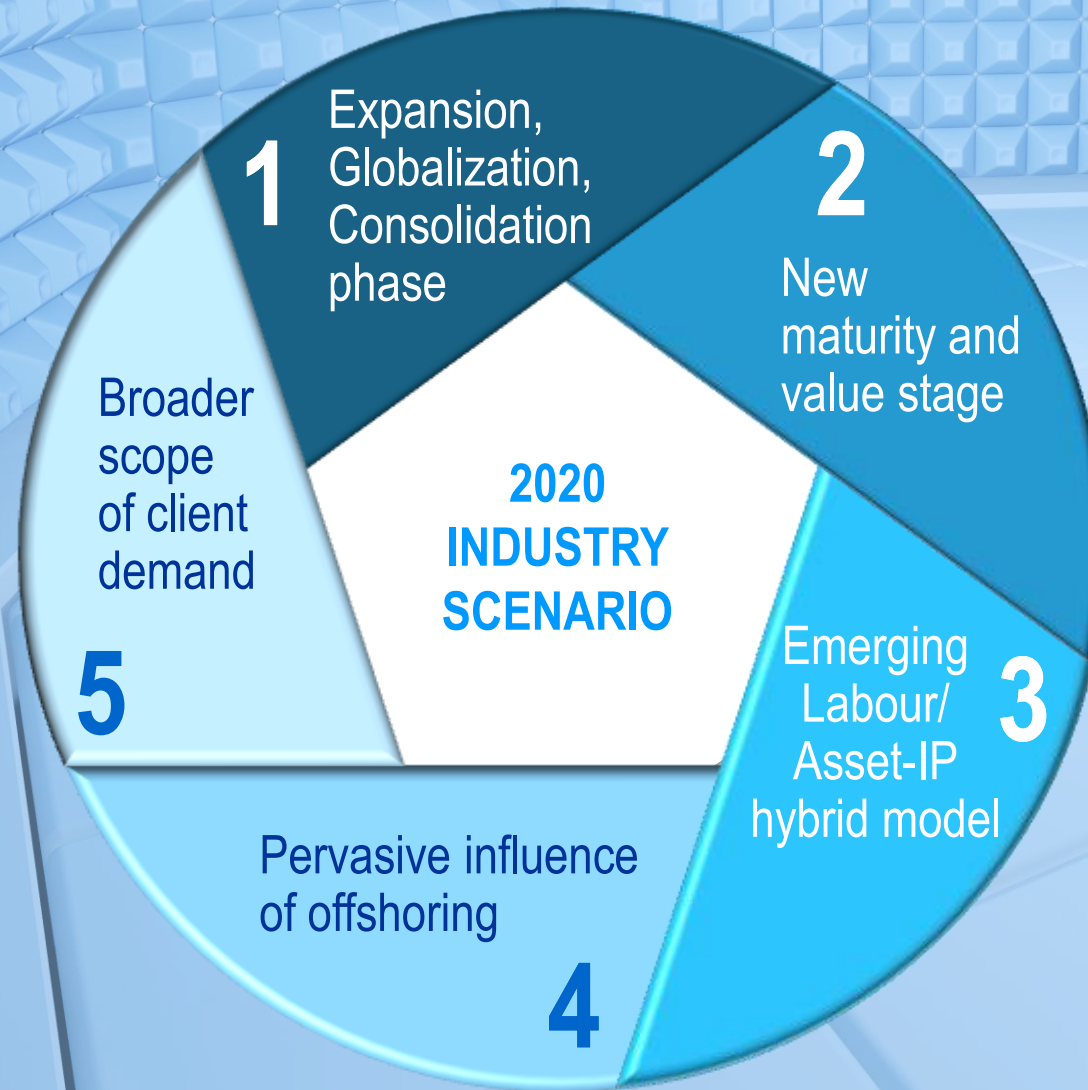 1
Expansion,
Globalization,
Consolidation
phase
2
New
maturity and
value stage
Emerging
Labour/
Asset-IP
hybrid model
3
Pervasive influence
of offshoring
4
Broader
scope
of client
demand
5
2020
INDUSTRY
SCENARIO